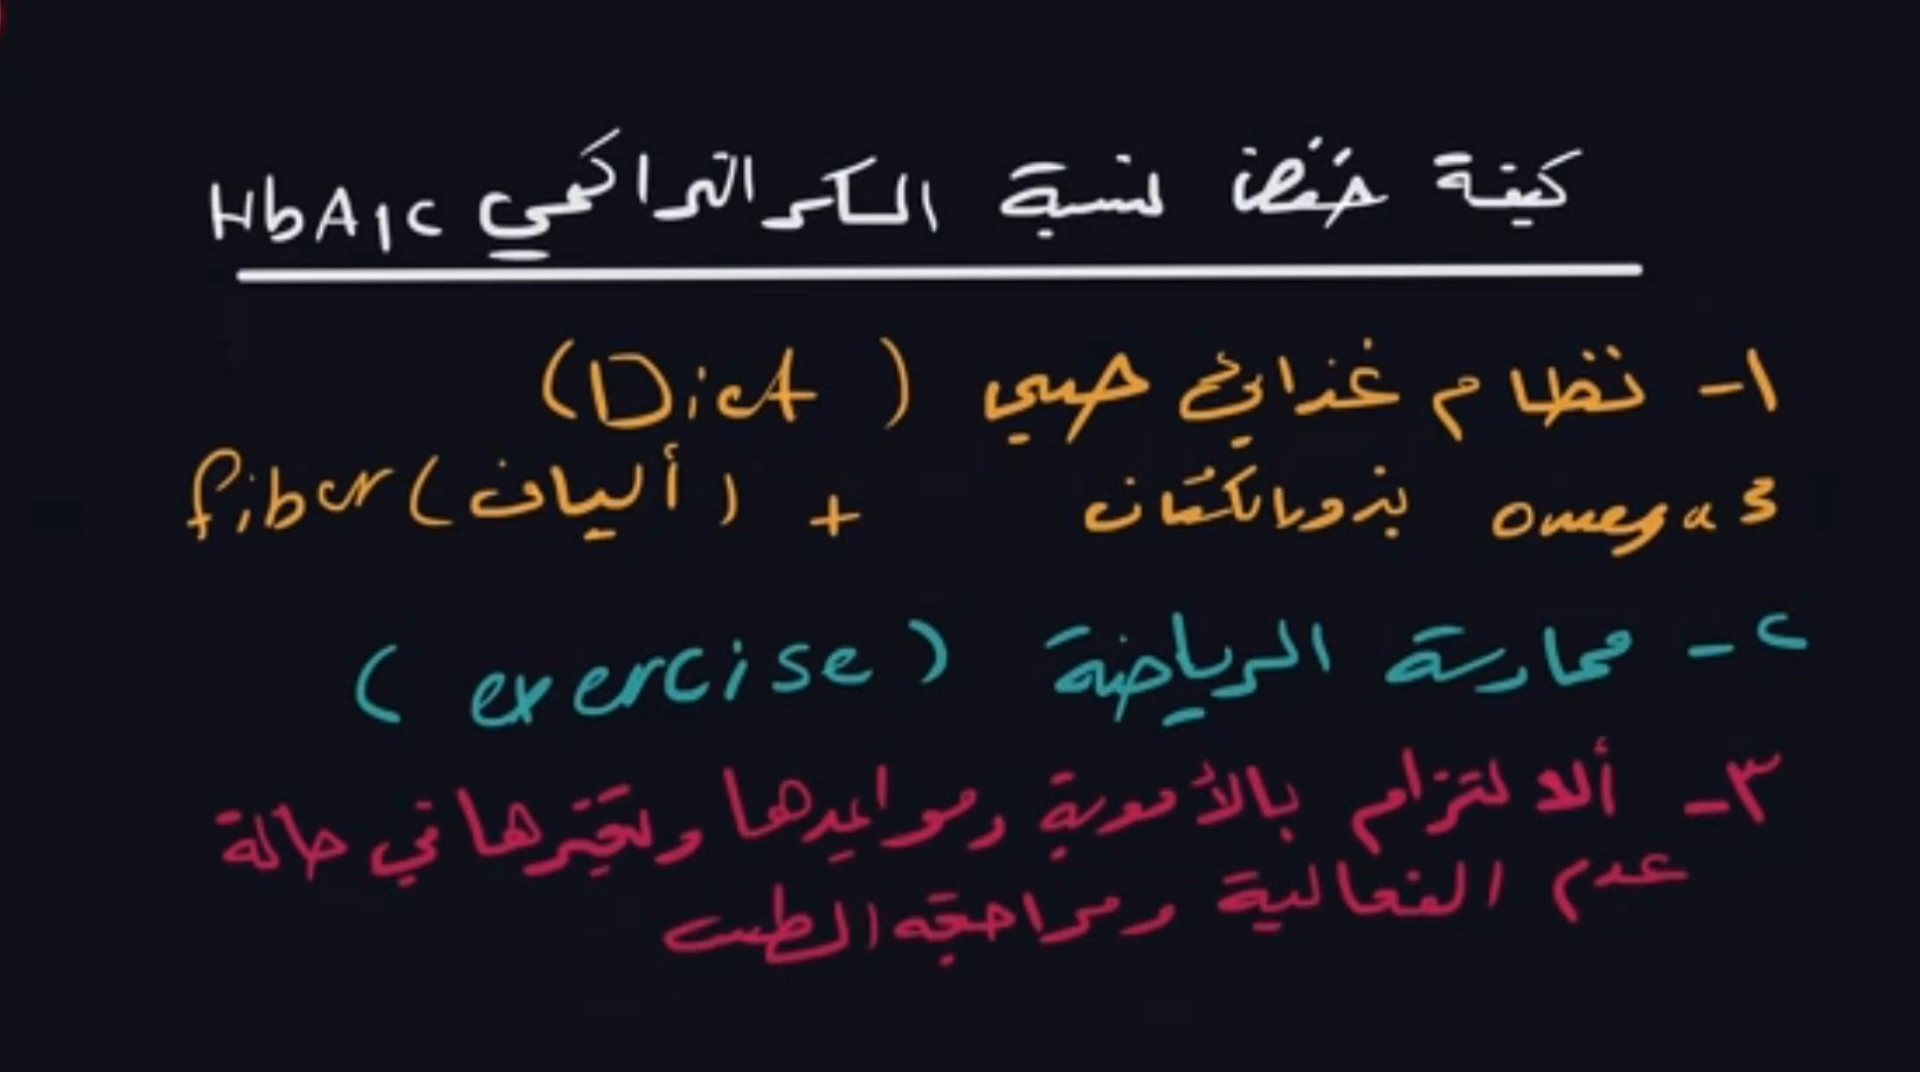 كيفية خفض نسبة السكر التراكمي HbA1c
١- نظام غذائي صحي (Diet)
omega 3 بذور الكتان + (ألياف) fiber
٢- ممارسة الرياضة (exercise)
٣- ألالتزام بالأدوية ومواعيدها وتغيرها في حالة
عدم الفعالية ومراجعة الطبيب